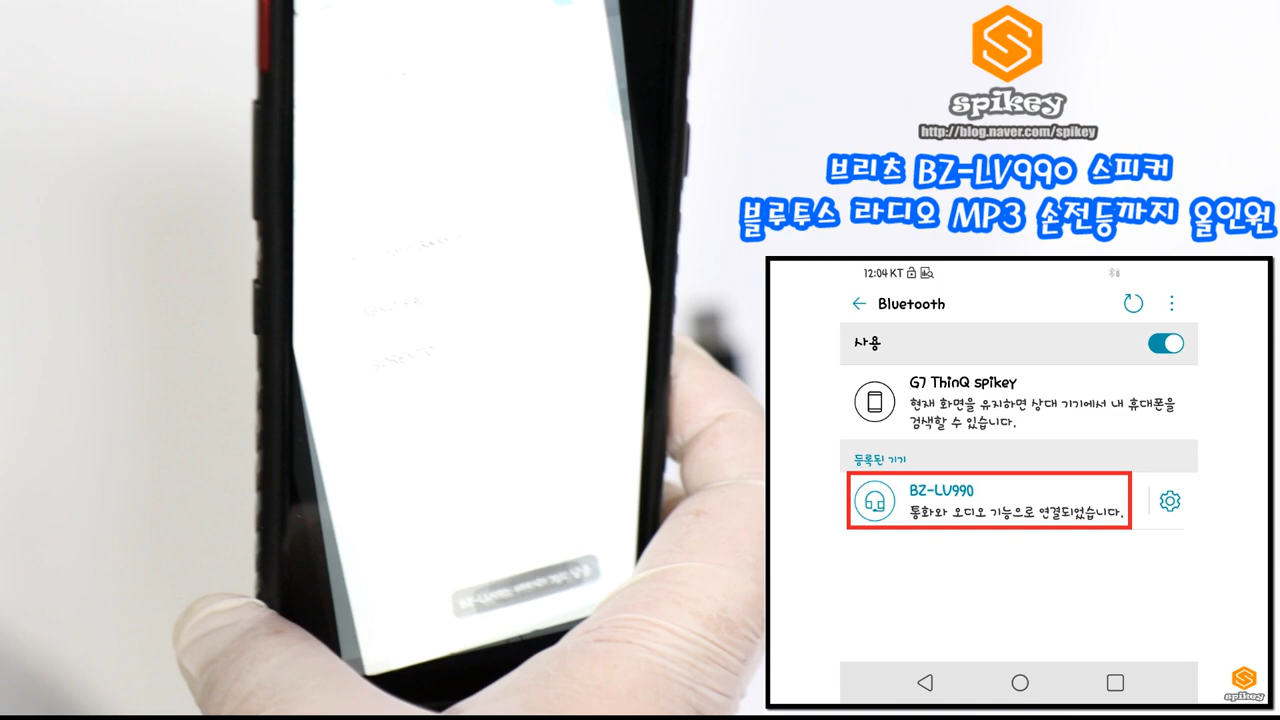 spikey
http://blog.naver.com/spikey
브리츠 BZ-LV990 스피커
블루투스 라디오 MP3 손전등까지 올인원
12:04 KT
Bluetooth
사용
G7 ThinQ spikey
현재 화면을 유지하면 상대 기기에서 내 휴대폰을
검색할 수 있습니다.
등록된 기기
BZ-LV990
통화와 오디오 기능으로 연결되었습니다.
spikey